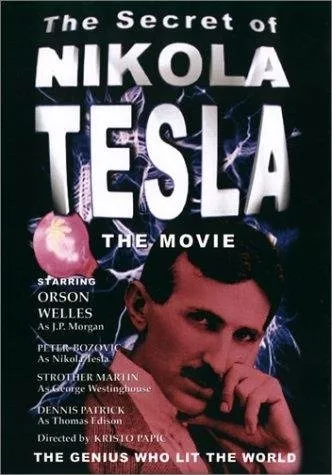 The Secret of
NIKOLA
TESLA
THE MOVIE
STARRING
ORSON
WELLES
As J.P. Morgan
PETER BOZOVIC
As Nikola Tesla
STROTHER MARTIN
As George Westinghouse
DENNIS PATRICK
As Thomas Edison
Directed by KRISTO PAPIC
THE GENIUS WHO LIT THE WORLD